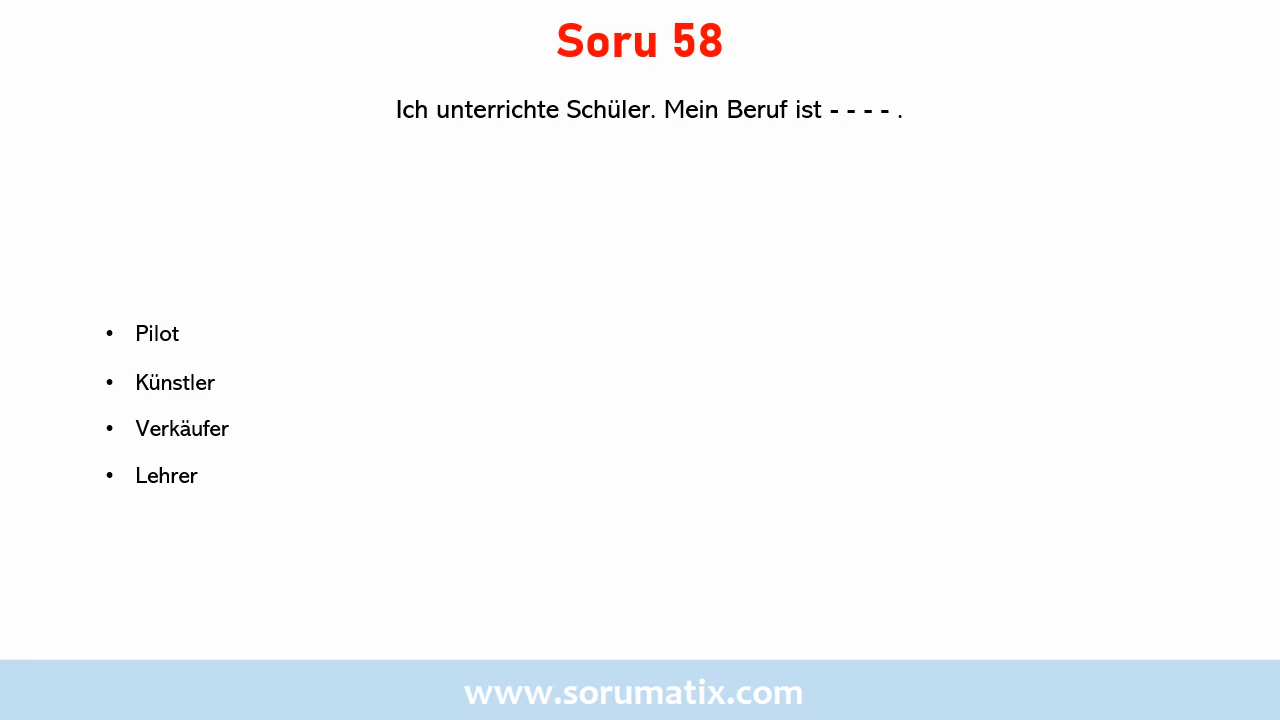 Soru 58
Ich unterrichte Schüler. Mein Beruf ist - - - - .
• Pilot
• Künstler
• Verkäufer
• Lehrer
www.sorumatix.com